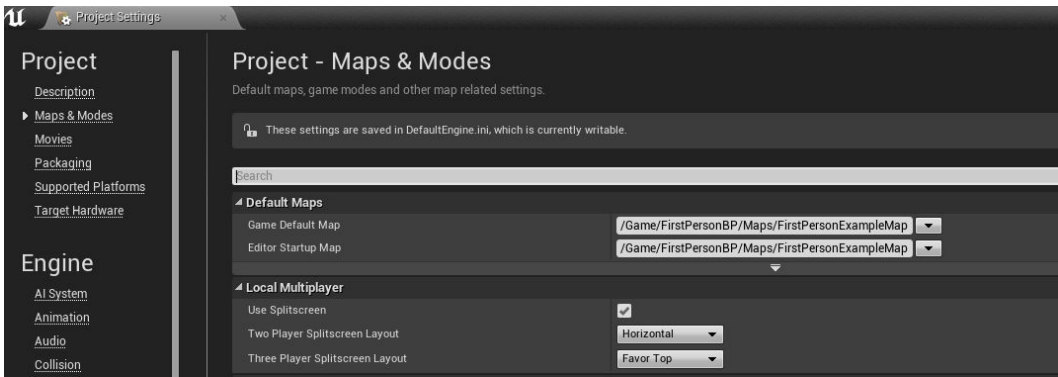 Project Settings
Project
Description
Maps & Modes
Movies
Packaging
Supported Platforms
Target Hardware
Engine
AI System
Animation
Audio
Collision
Project - Maps & Modes
Default maps, game modes and other map related settings.
These settings are saved in DefaultEngine.ini, which is currently writable.
Search
Default Maps
Game Default Map /Game/FirstPersonBP/Maps/FirstPersonExampleMap
Editor Startup Map /Game/FirstPersonBP/Maps/FirstPersonExampleMap
Local Multiplayer
Use Splitscreen
Two Player Splitscreen Layout Horizontal
Three Player Splitscreen Layout Favor Top